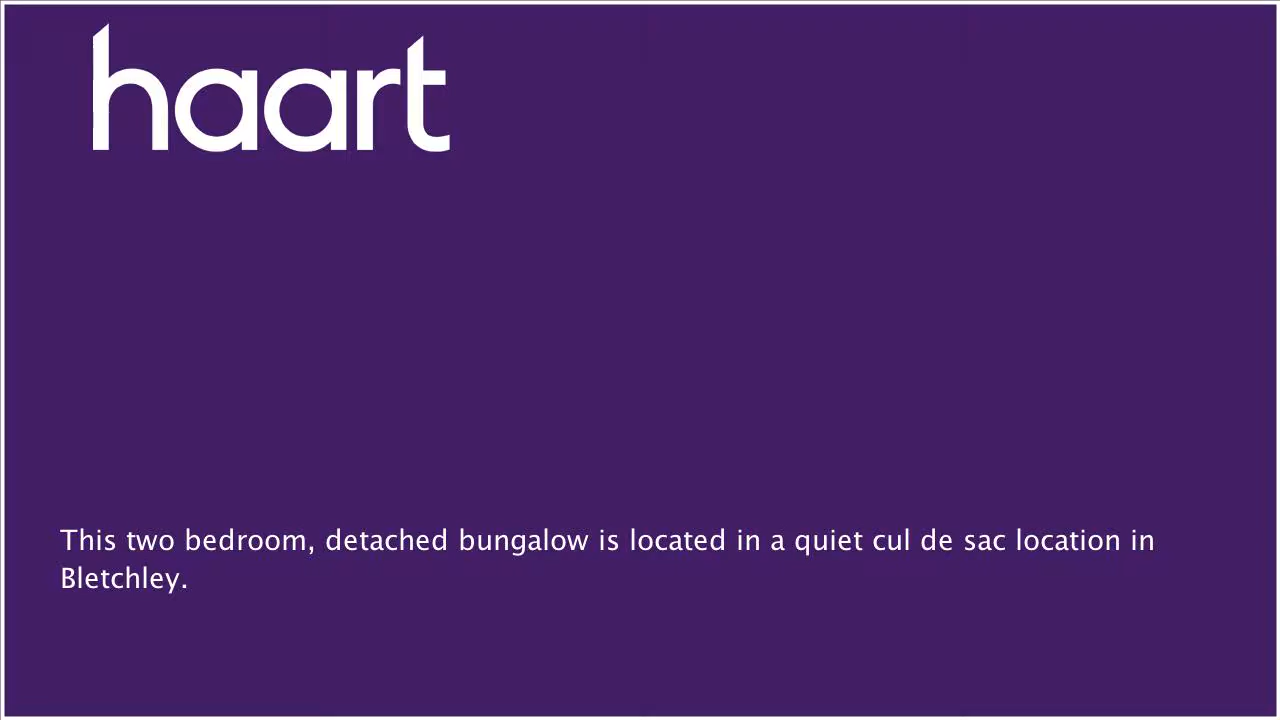 haart
This two bedroom, detached bungalow is located in a quiet cul de sac location in
Bletchley.